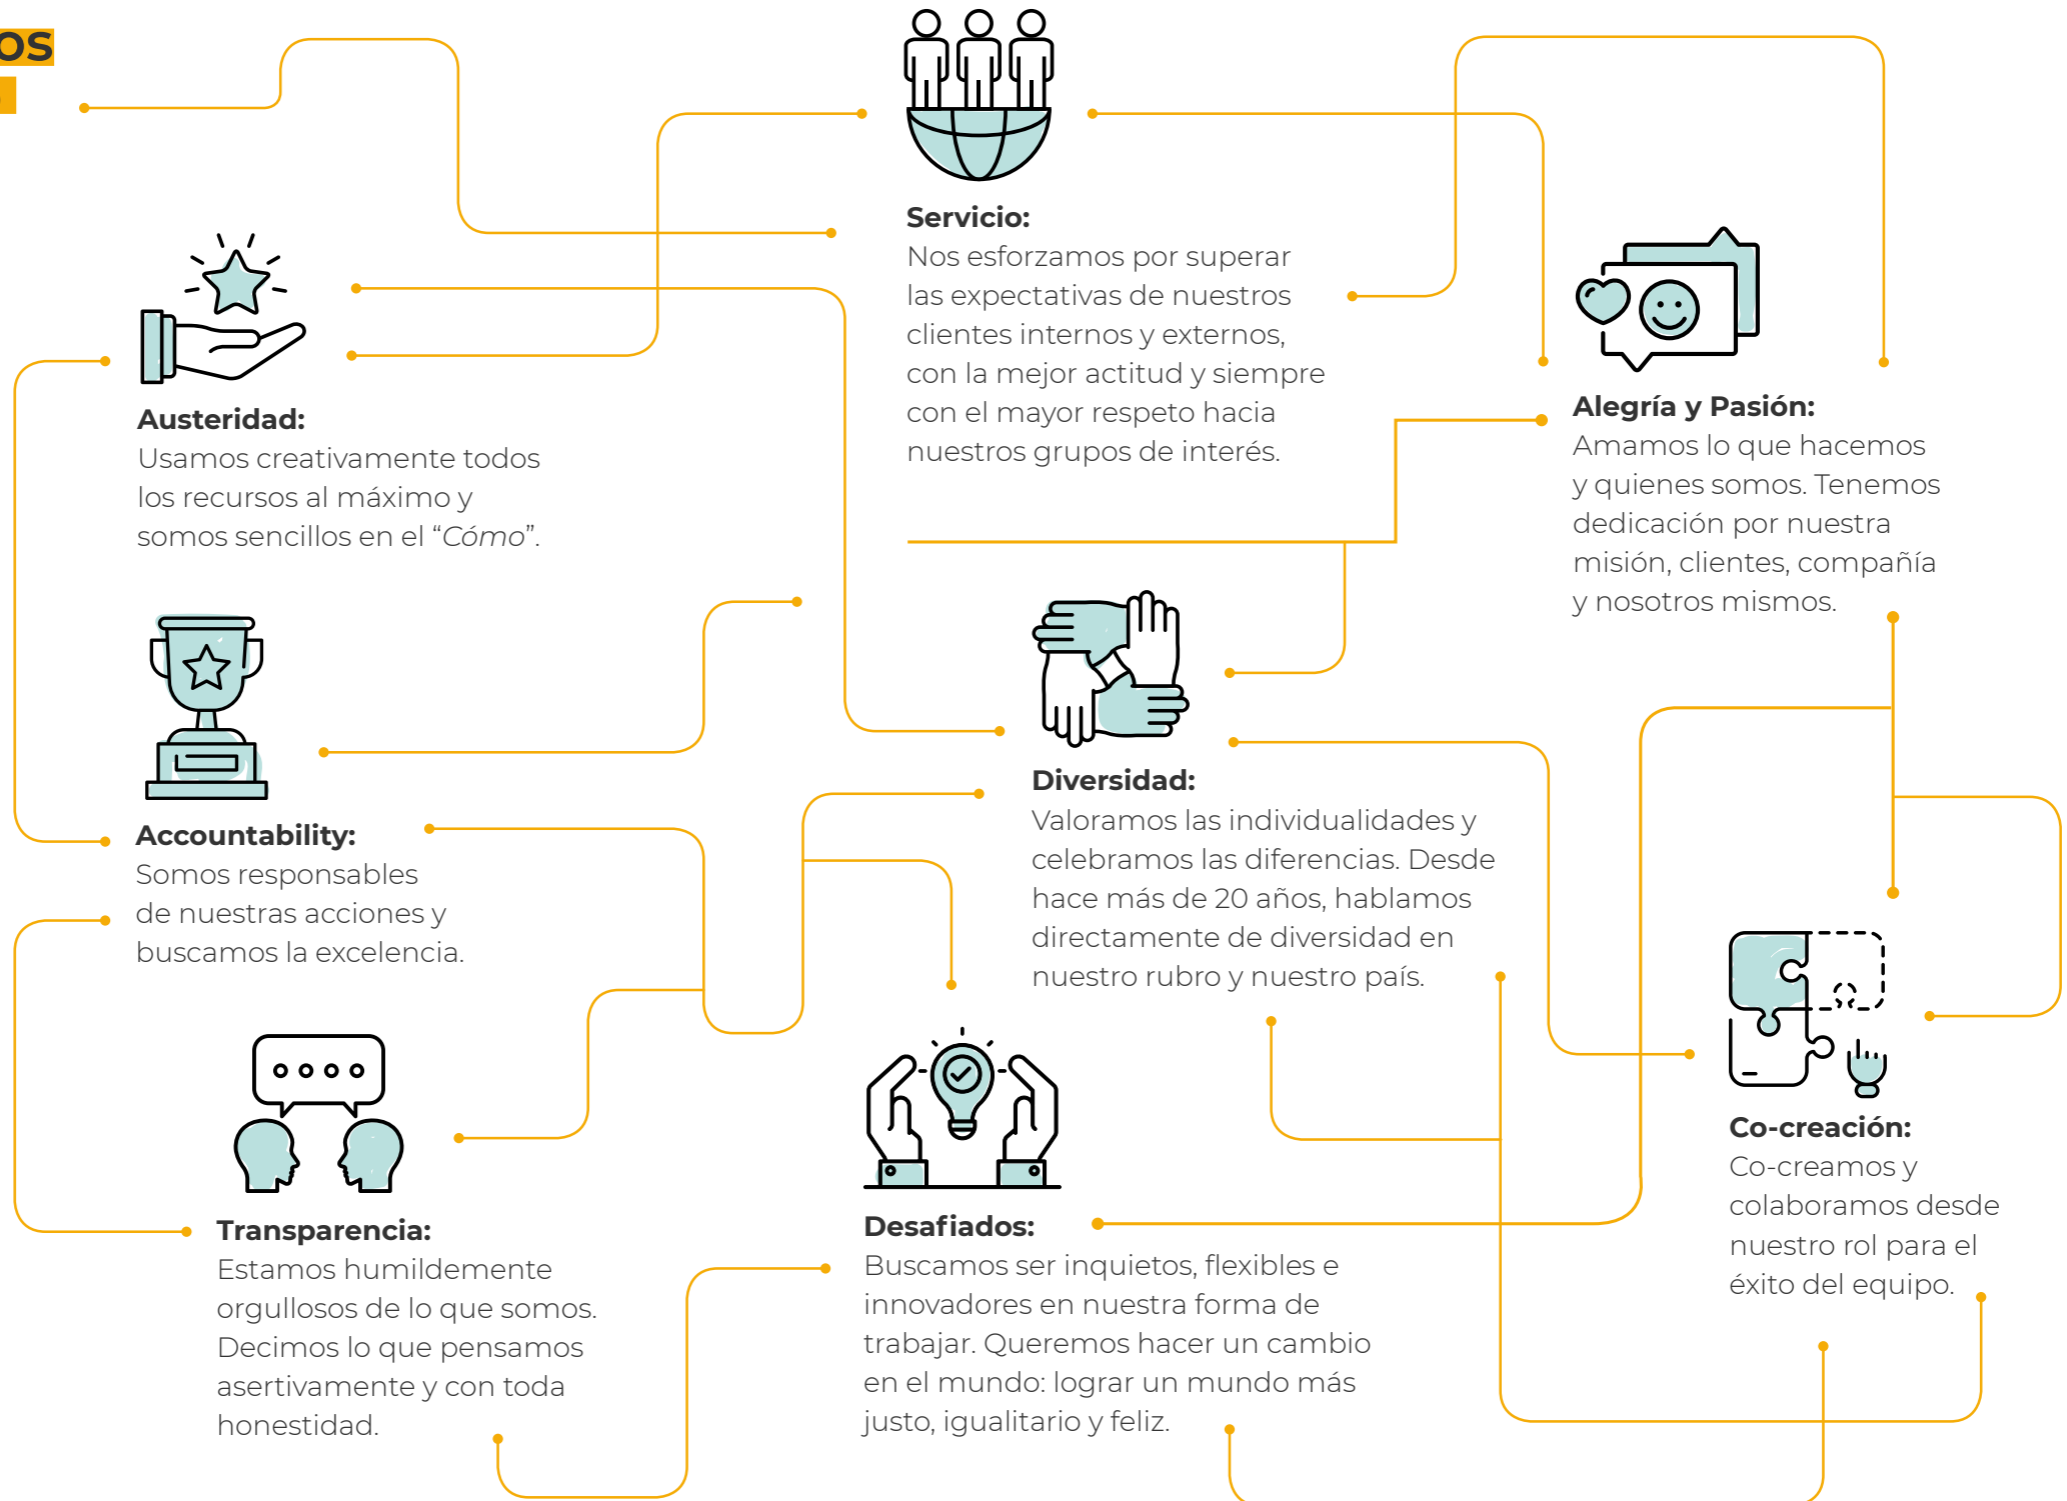 Servicio:
Nos esforzamos por superar
las expectativas de nuestros
clientes internos y externos,
con la mejor actitud y siempre
con el mayor respeto hacia
nuestros grupos de interés.
Austeridad:
Usamos creativamente todos
los recursos al máximo y
somos sencillos en el “Cómo”.
Alegría y Pasión:
Amamos lo que hacemos
y quienes somos. Tenemos
dedicación por nuestra
misión, clientes, compañía
y nosotros mismos.
Accountability:
Somos responsables
de nuestras acciones y
buscamos la excelencia.
Diversidad:
Valoramos las individualidades y
celebramos las diferencias. Desde
hace más de 20 años, hablamos
directamente de diversidad en
nuestro rubro y nuestro país.
Transparencia:
Estamos humildemente
orgullosos de lo que somos.
Decimos lo que pensamos
asertivamente y con toda
honestidad.
Desafiados:
Buscamos ser inquietos, flexibles e
innovadores en nuestra forma de
trabajar. Queremos hacer un cambio
en el mundo: lograr un mundo más
justo, igualitario y feliz.
Co-creación:
Co-creamos y
colaboramos desde
nuestro rol para el
éxito del equipo.